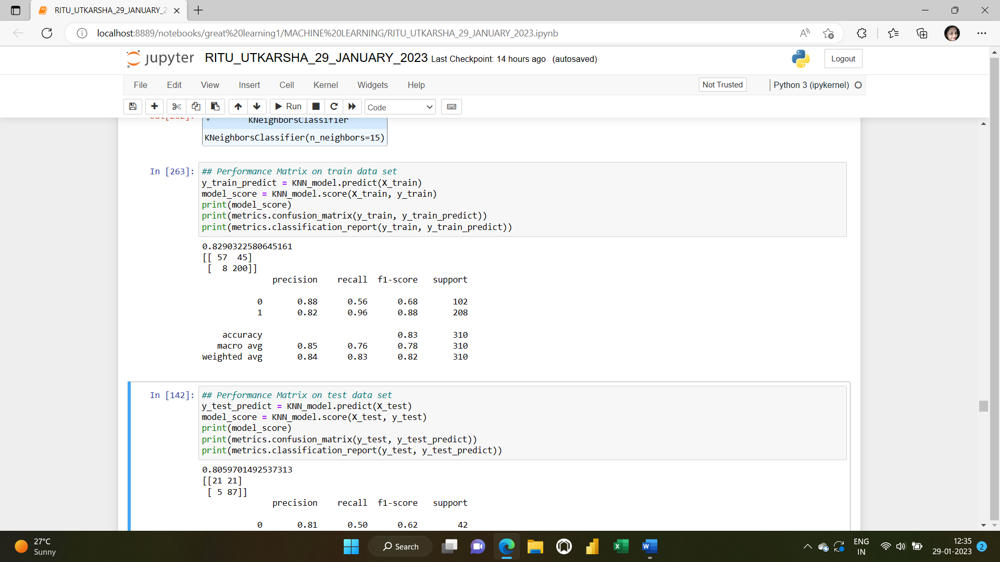 RITU_UTKARSHA_29_JANUARY_2
localhost:8889/notebooks/great%20learning1/MACHINE%20LEARNING/RITU_UTKARSHA_29_JANUARY_2023.ipynb
jupyter RITU_UTKARSHA_29_JANUARY_2023 Last Checkpoint: 14 hours ago (autosaved)
Logout
File Edit View Insert Cell Kernel Widgets Help
Not Trusted
Python 3 (ipykernel)
Run
Code
Out[262]:
KNeighborsClassifier
KNeighborsClassifier(n_neighbors=15)
In [263]:
## Performance Matrix on train data set
y_train_predict = KNN_model.predict(X_train)
model_score = KNN_model.score(X_train, y_train)
print(model_score)
print(metrics.confusion_matrix(y_train, y_train_predict))
print(metrics.classification_report(y_train, y_train_predict))
0.8290322580645161
[[ 57  45]
[  8 200]]
precision recall f1-score support
0 0.88 0.56 0.68 102
1 0.82 0.96 0.88 208
accuracy 0.83 310
macro avg 0.85 0.76 0.78 310
weighted avg 0.84 0.83 0.82 310
In [142]:
## Performance Matrix on test data set
y_test_predict = KNN_model.predict(X_test)
model_score = KNN_model.score(X_test, y_test)
print(model_score)
print(metrics.confusion_matrix(y_test, y_test_predict))
print(metrics.classification_report(y_test, y_test_predict))
0.8059701492537313
[[21 21]
[ 5 87]]
precision recall f1-score support
0 0.81 0.50 0.62 42
27°C
Sunny
Search
ENG
IN
12:35
29-01-2023
2